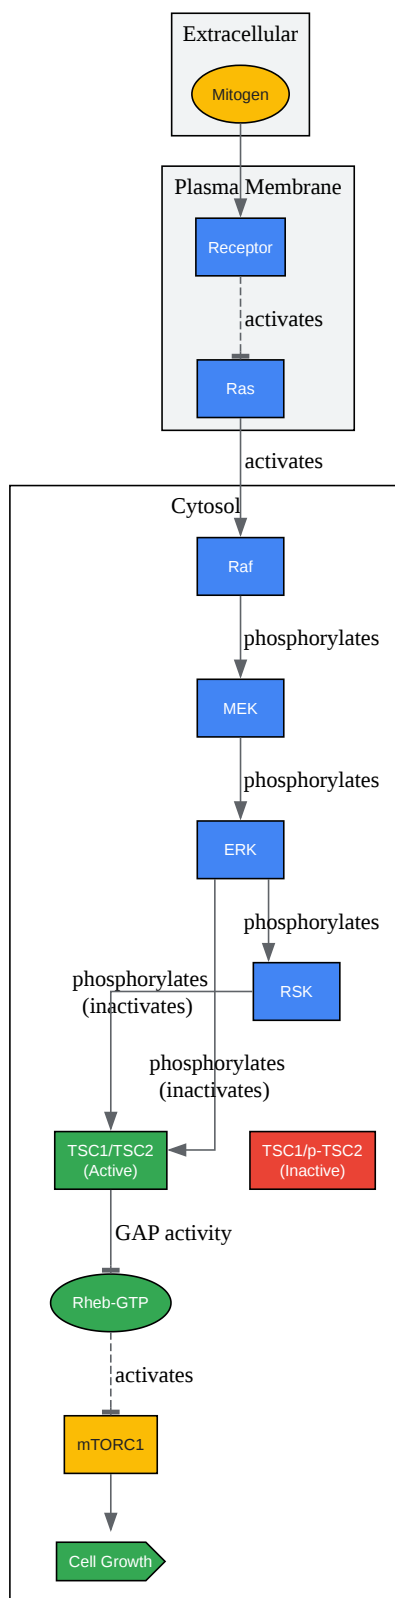 Extracellular
Mitogen
Plasma Membrane
Receptor
activates
Ras
activates
Cytosol
Raf
phosphorylates
MEK
phosphorylates
ERK
phosphorylates
phosphorylates
(inactivates)
RSK
phosphorylates
(inactivates)
TSC1/TSC2
(Active)
TSC1/p-TSC2
(Inactive)
GAP activity
Rheb-GTP
activates
mTORC1
Cell Growth